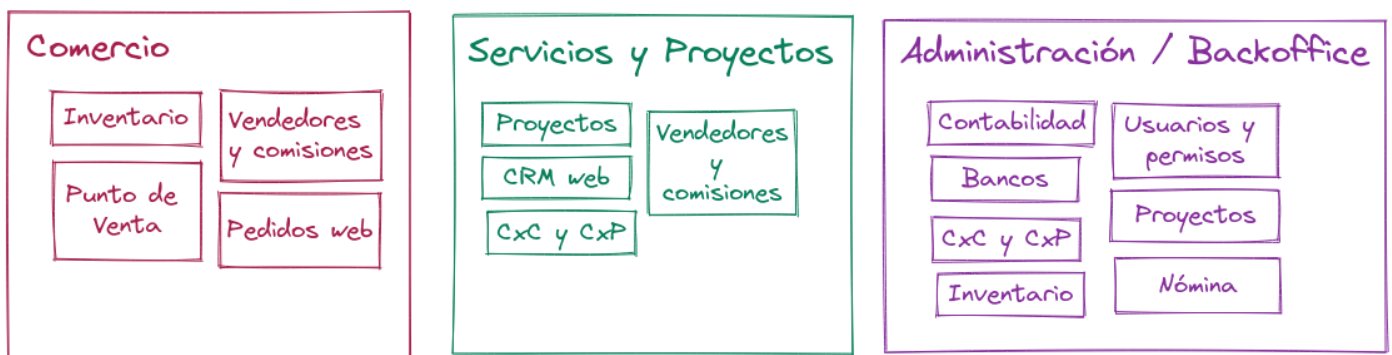 Comercio
Inventario
Vendedores
y comisiones
Punto de
Venta
Pedidos web
Servicios y Proyectos
Proyectos
CRM web
CxC y CxP
Vendedores
y
comisiones
Administración / Backoffice
Contabilidad
Bancos
CxC y CxP
Inventario
Usuarios y
permisos
Proyectos
Nómina